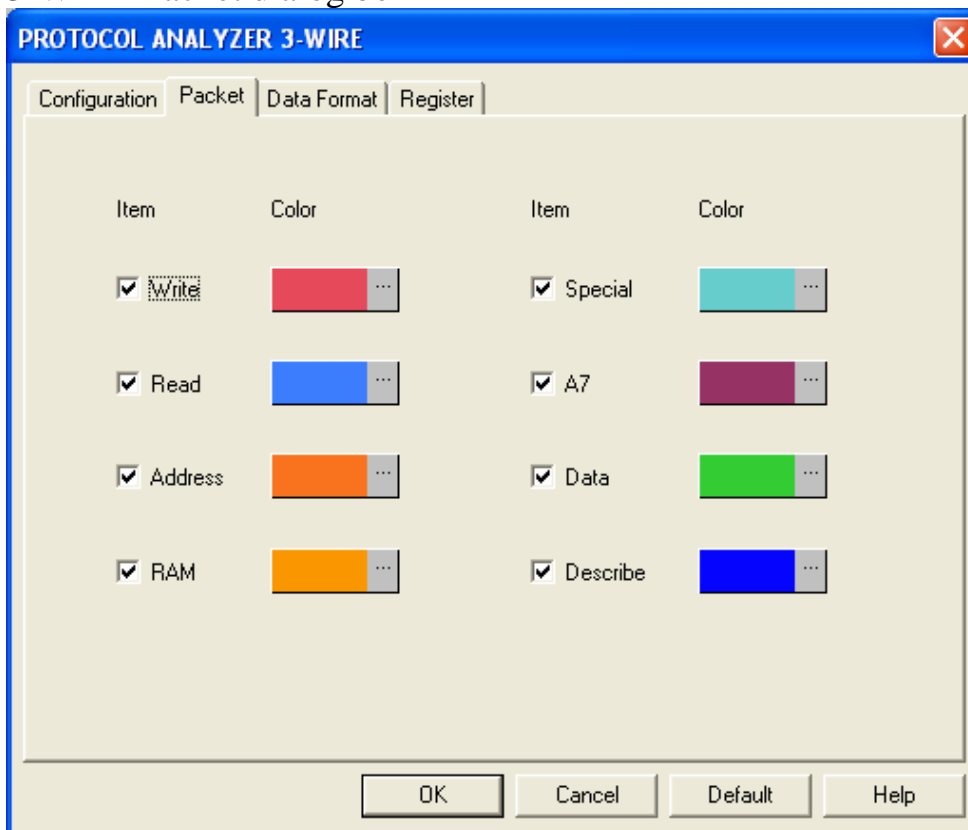 PROTOCOL ANALYZER 3-WIRE
Configuration Packet Data Format Register
Item Color Item Color
Write ... Special ...
Read ... A7 ...
Address ... Data ...
RAM ... Describe ...
OK Cancel Default Help